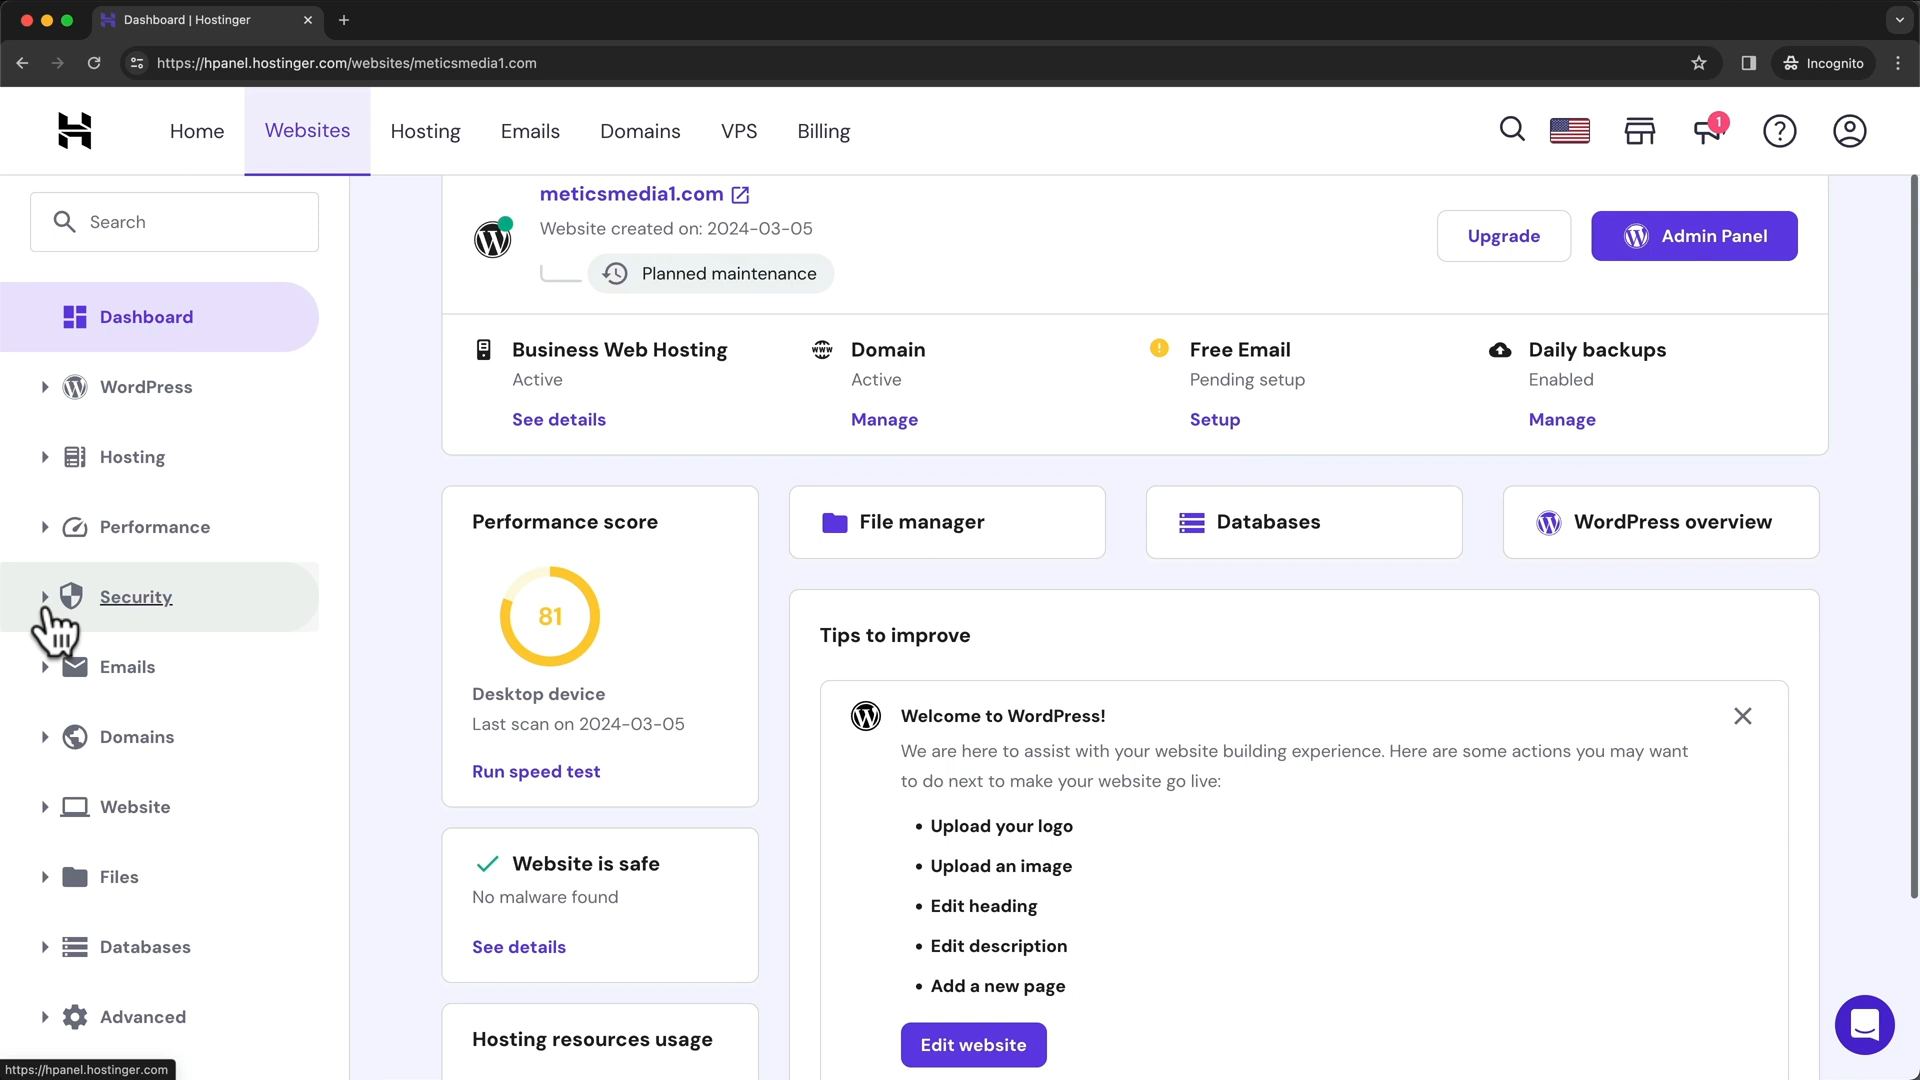 Dashboard | Hostinger
https://hpanel.hostinger.com/websites/meticsmedia1.com
Incognito
Home
Websites
Hosting
Emails
Domains
VPS
Billing
1
Search
Dashboard
WordPress
Hosting
Performance
Security
Emails
Domains
Website
Files
Databases
Advanced
meticsmedia1.com
Website created on: 2024-03-05
Planned maintenance
Upgrade
Admin Panel
Business Web Hosting
Active
See details
Domain
Active
Manage
Free Email
Pending setup
Setup
Daily backups
Enabled
Manage
Performance score
81
Desktop device
Last scan on 2024-03-05
Run speed test
File manager
Databases
WordPress overview
Website is safe
No malware found
See details
Hosting resources usage
Tips to improve
Welcome to WordPress!
We are here to assist with your website building experience. Here are some actions you may want
to do next to make your website go live:
• Upload your logo
• Upload an image
• Edit heading
• Edit description
• Add a new page
Edit website
https://hpanel.hostinger.com